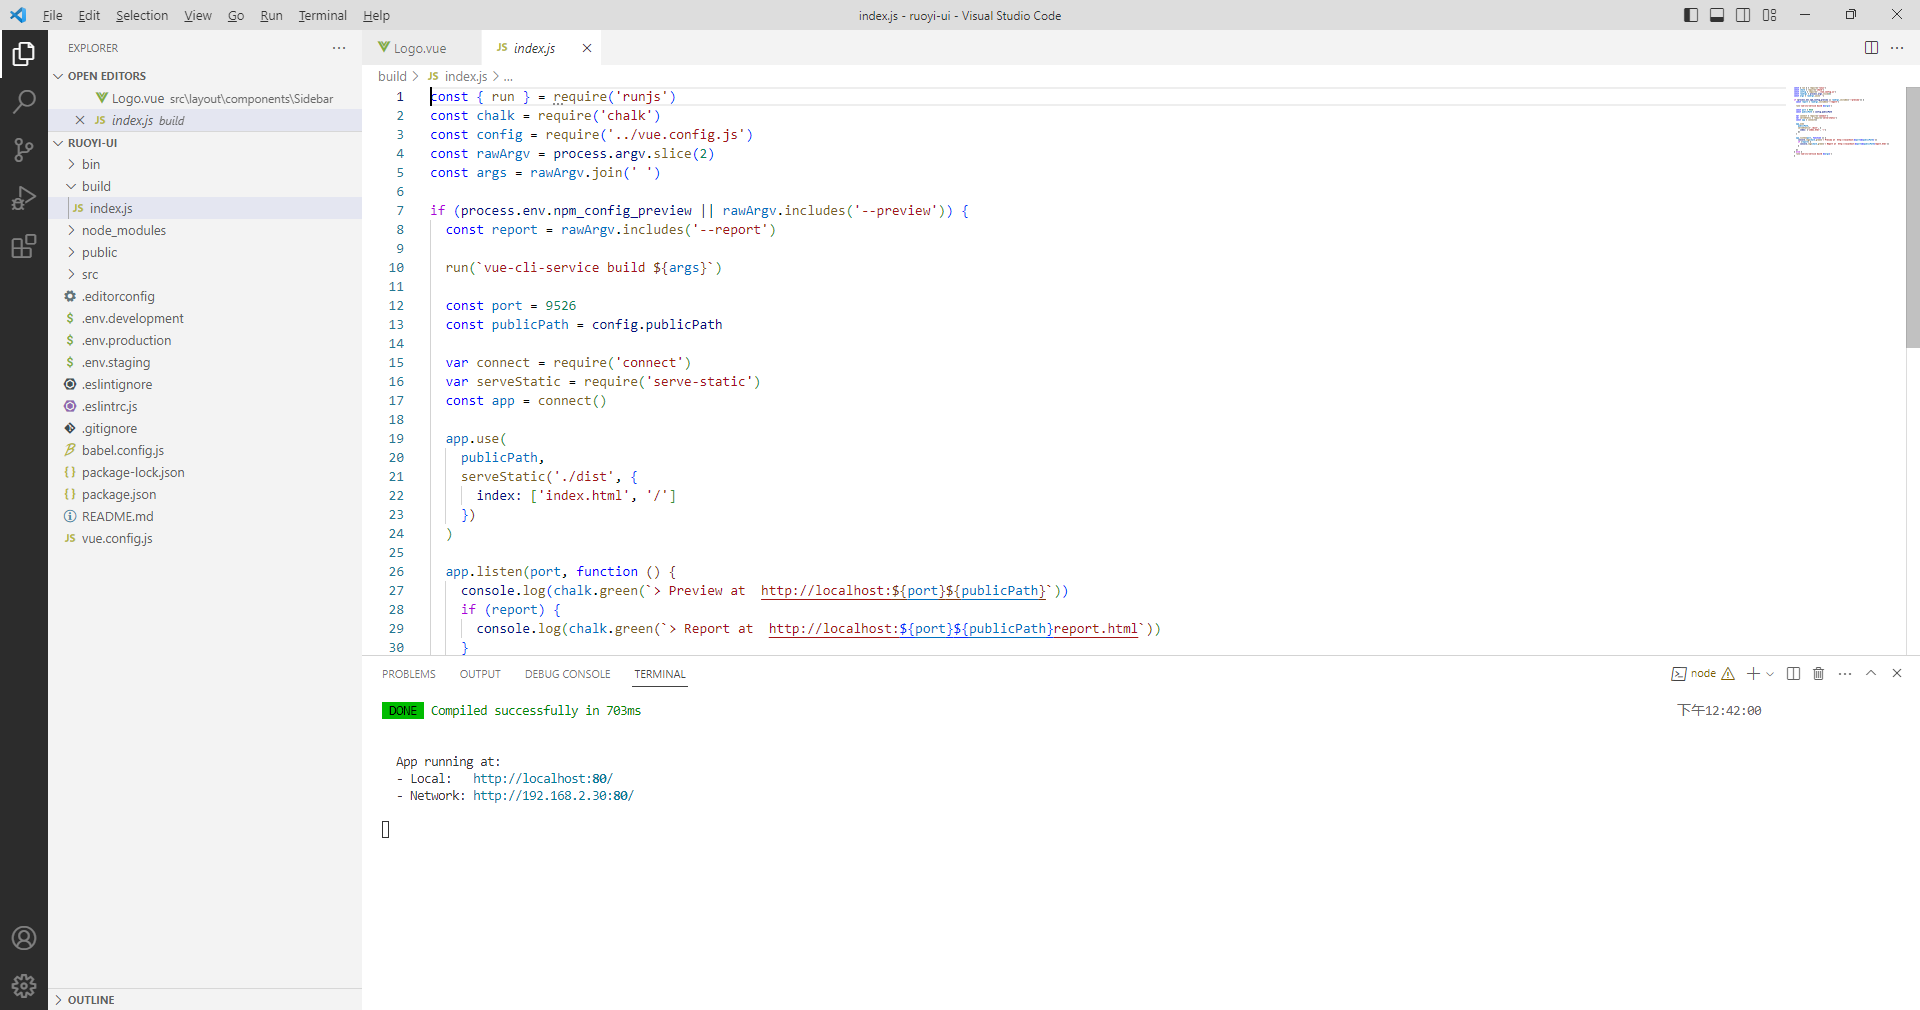 File Edit Selection View Go Run Terminal Help
index.js - ruoyi-ui - Visual Studio Code
EXPLORER
OPEN EDITORS
Logo.vue src\layout\components\Sidebar
JS index.js build
RUOYI-UI
bin
build
JS index.js
node_modules
public
src
.editorconfig
$ .env.development
$ .env.production
$ .env.staging
.eslintignore
.eslintrc.js
.gitignore
babel.config.js
{} package-lock.json
{} package.json
README.md
JS vue.config.js
OUTLINE
Logo.vue
JS index.js
build > JS index.js > ...
1 const { run } = require('runjs')
2 const chalk = require('chalk')
3 const config = require('../vue.config.js')
4 const rawArgv = process.argv.slice(2)
5 const args = rawArgv.join(' ')
6
7 if (process.env.npm_config_preview || rawArgv.includes('--preview')) {
8 const report = rawArgv.includes('--report')
9
10 run(`vue-cli-service build ${args}`)
11
12 const port = 9526
13 const publicPath = config.publicPath
14
15 var connect = require('connect')
16 var serveStatic = require('serve-static')
17 const app = connect()
18
19 app.use(
20 publicPath,
21 serveStatic('./dist', {
22 index: ['index.html', '/']
23 })
24 )
25
26 app.listen(port, function () {
27 console.log(chalk.green(`> Preview at  http://localhost:${port}${publicPath}`))
28 if (report) {
29 console.log(chalk.green(`> Report at  http://localhost:${port}${publicPath}report.html`))
30 }
PROBLEMS OUTPUT DEBUG CONSOLE TERMINAL
node
DONE Compiled successfully in 703ms
下午12:42:00
App running at:
- Local: http://localhost:80/
- Network: http://192.168.2.30:80/